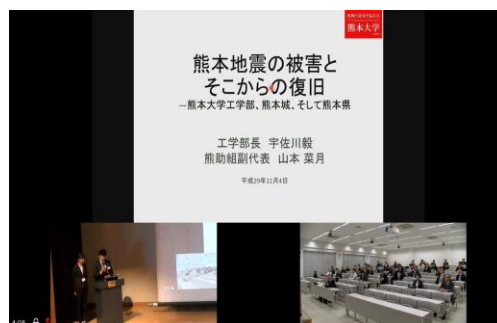 熊本大学
熊本地震の被害と
そこからの復旧
－熊本大学工学部、熊本城、そして熊本県
工学部長 宇佐川毅
熊助組副代表 山本 菜月
平成29年11月4日